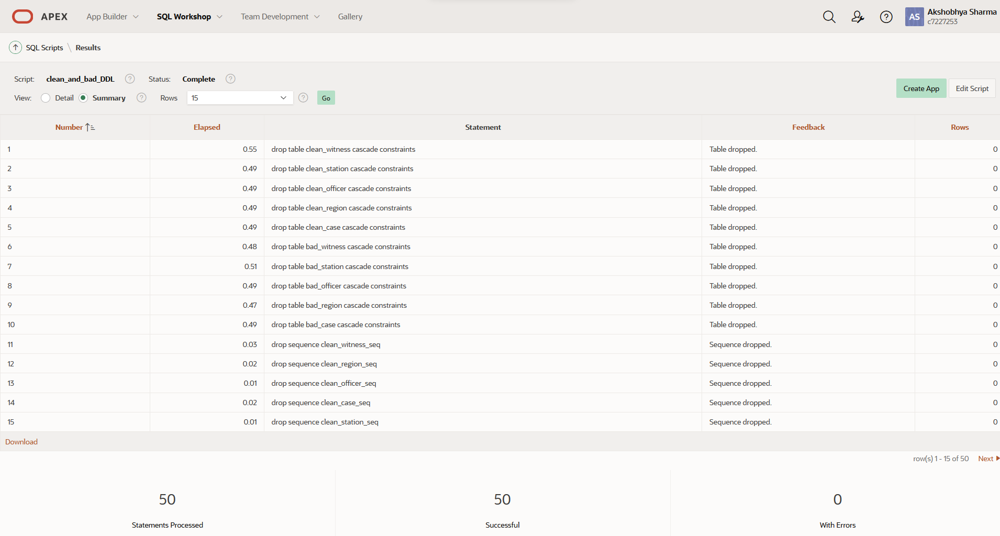 APEX App Builder SQL Workshop Team Development Gallery AS Akshobhya Sharma
c7227253
SQL Scripts \ Results
Script: clean_and_bad_DDL ? Status: Complete ?
View: Detail Summary ? Rows 15 ? Go Create App Edit Script
Number Elapsed Statement Feedback Rows
1 0.55 drop table clean_witness cascade constraints Table dropped. 0
2 0.49 drop table clean_station cascade constraints Table dropped. 0
3 0.49 drop table clean_officer cascade constraints Table dropped. 0
4 0.49 drop table clean_region cascade constraints Table dropped. 0
5 0.49 drop table clean_case cascade constraints Table dropped. 0
6 0.48 drop table bad_witness cascade constraints Table dropped. 0
7 0.51 drop table bad_station cascade constraints Table dropped. 0
8 0.49 drop table bad_officer cascade constraints Table dropped. 0
9 0.47 drop table bad_region cascade constraints Table dropped. 0
10 0.49 drop table bad_case cascade constraints Table dropped. 0
11 0.03 drop sequence clean_witness_seq Sequence dropped. 0
12 0.02 drop sequence clean_region_seq Sequence dropped. 0
13 0.01 drop sequence clean_officer_seq Sequence dropped. 0
14 0.02 drop sequence clean_case_seq Sequence dropped. 0
15 0.01 drop sequence clean_station_seq Sequence dropped. 0
Download
row(s) 1 - 15 of 50 Next
50 50 0
Statements Processed Successful With Errors